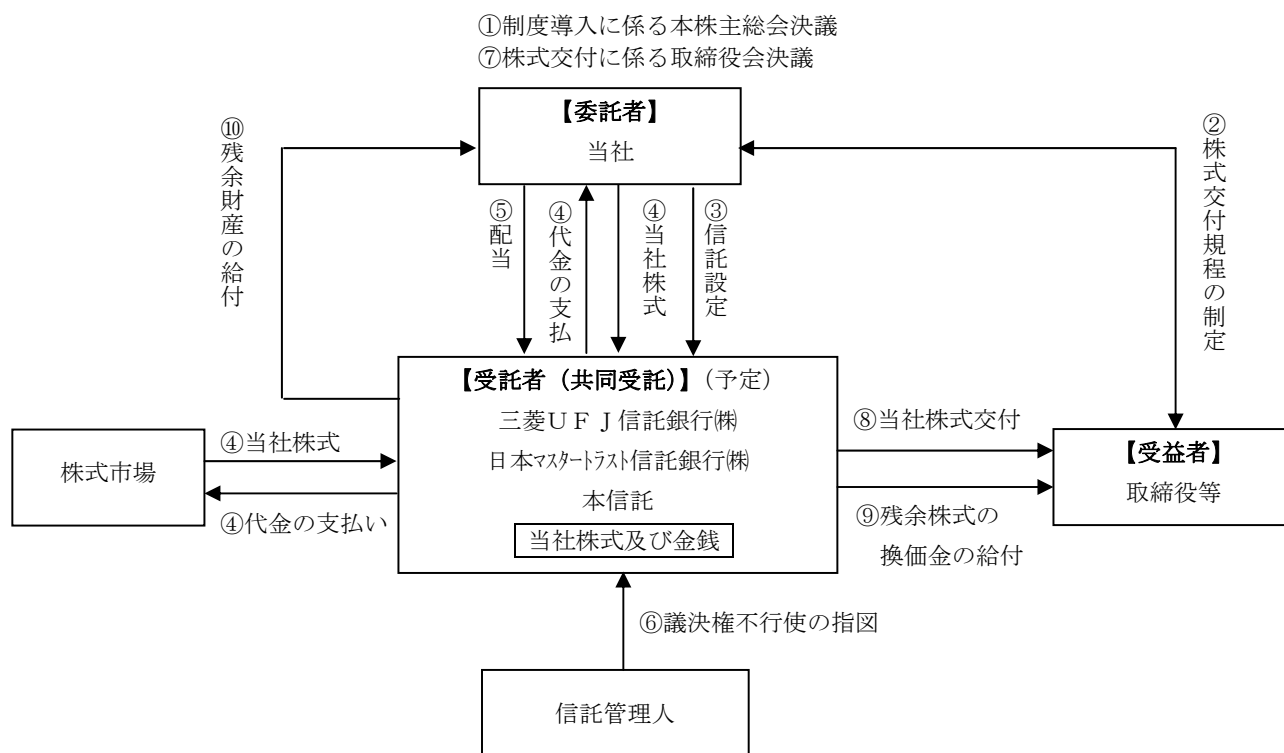 ①制度導入に係る本株主総会決議
⑦株式交付に係る取締役会決議
【委託者】
当社
⑩残余財産の給付
⑤配当
④代金の支払
④当社株式
③信託設定
②株式交付規程の制定
【受託者（共同受託）】（予定）
三菱ＵＦＪ信託銀行㈱
日本ﾏｽﾀｰﾄﾗｽﾄ信託銀行㈱
本信託
当社株式及び金銭
株式市場
④当社株式
④代金の支払い
⑧当社株式交付
⑨残余株式の
換価金の給付
【受益者】
取締役等
⑥議決権不行使の指図
信託管理人